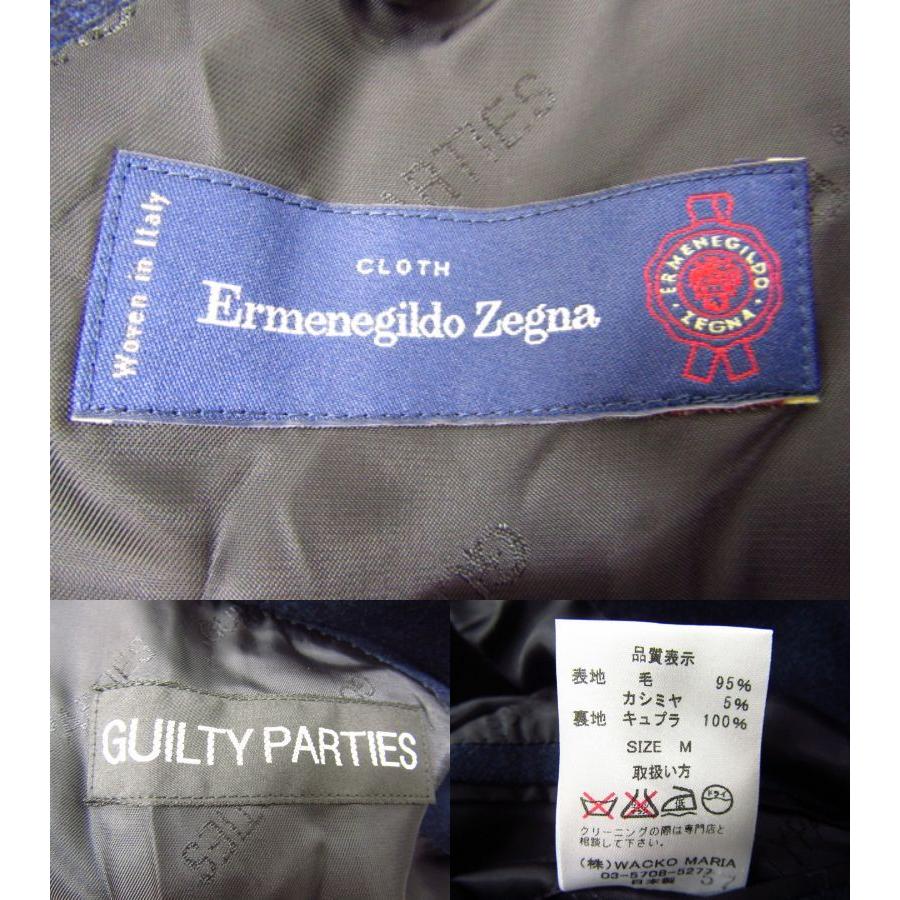 Woven in Italy
CLOTH
Ermenegildo Zegna
ERMENEGILDO
ZEGNA
GUILTY PARTIES
品質表示
表地 毛 95%
カシミヤ 5%
裏地 キュプラ 100%
SIZE M
取扱い方
低 ドライ
クリーニングの際は専門店と
相談して下さい。
(株)WACKO MARIA
03-5708-5277
日本製